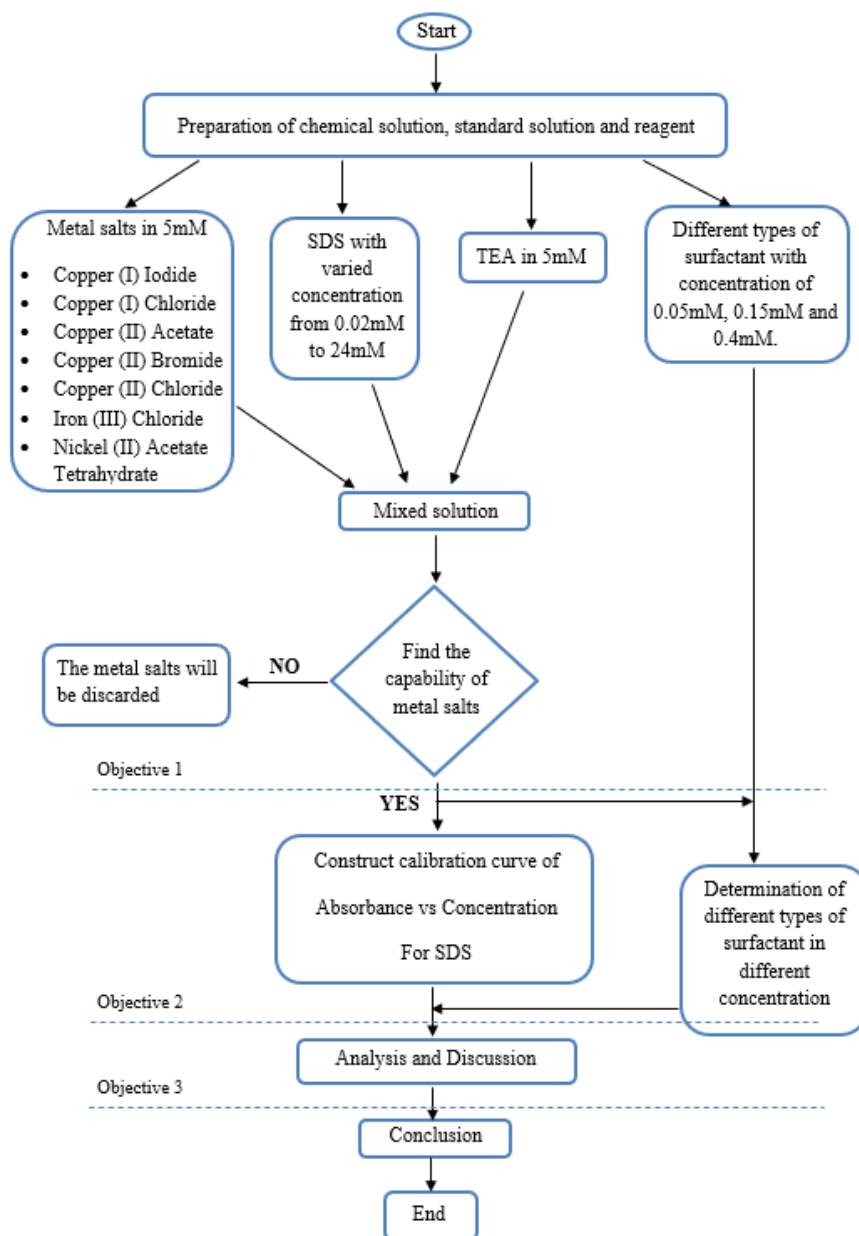 Start
Preparation of chemical solution, standard solution and reagent
Metal salts in 5mM
• Copper (I) Iodide
• Copper (I) Chloride
• Copper (II) Acetate
• Copper (II) Bromide
• Copper (II) Chloride
• Iron (III) Chloride
• Nickel (II) Acetate
Tetrahydrate
SDS with
varied
concentration
from 0.02mM
to 24mM
TEA in 5mM
Different types of
surfactant with
concentration of
0.05mM, 0.15mM and
0.4mM.
Mixed solution
Find the
capability of
metal salts
NO
The metal salts will
be discarded
Objective 1
YES
Construct calibration curve of
Absorbance vs Concentration
For SDS
Determination of
different types of
surfactant in
different
concentration
Objective 2
Analysis and Discussion
Objective 3
Conclusion
End